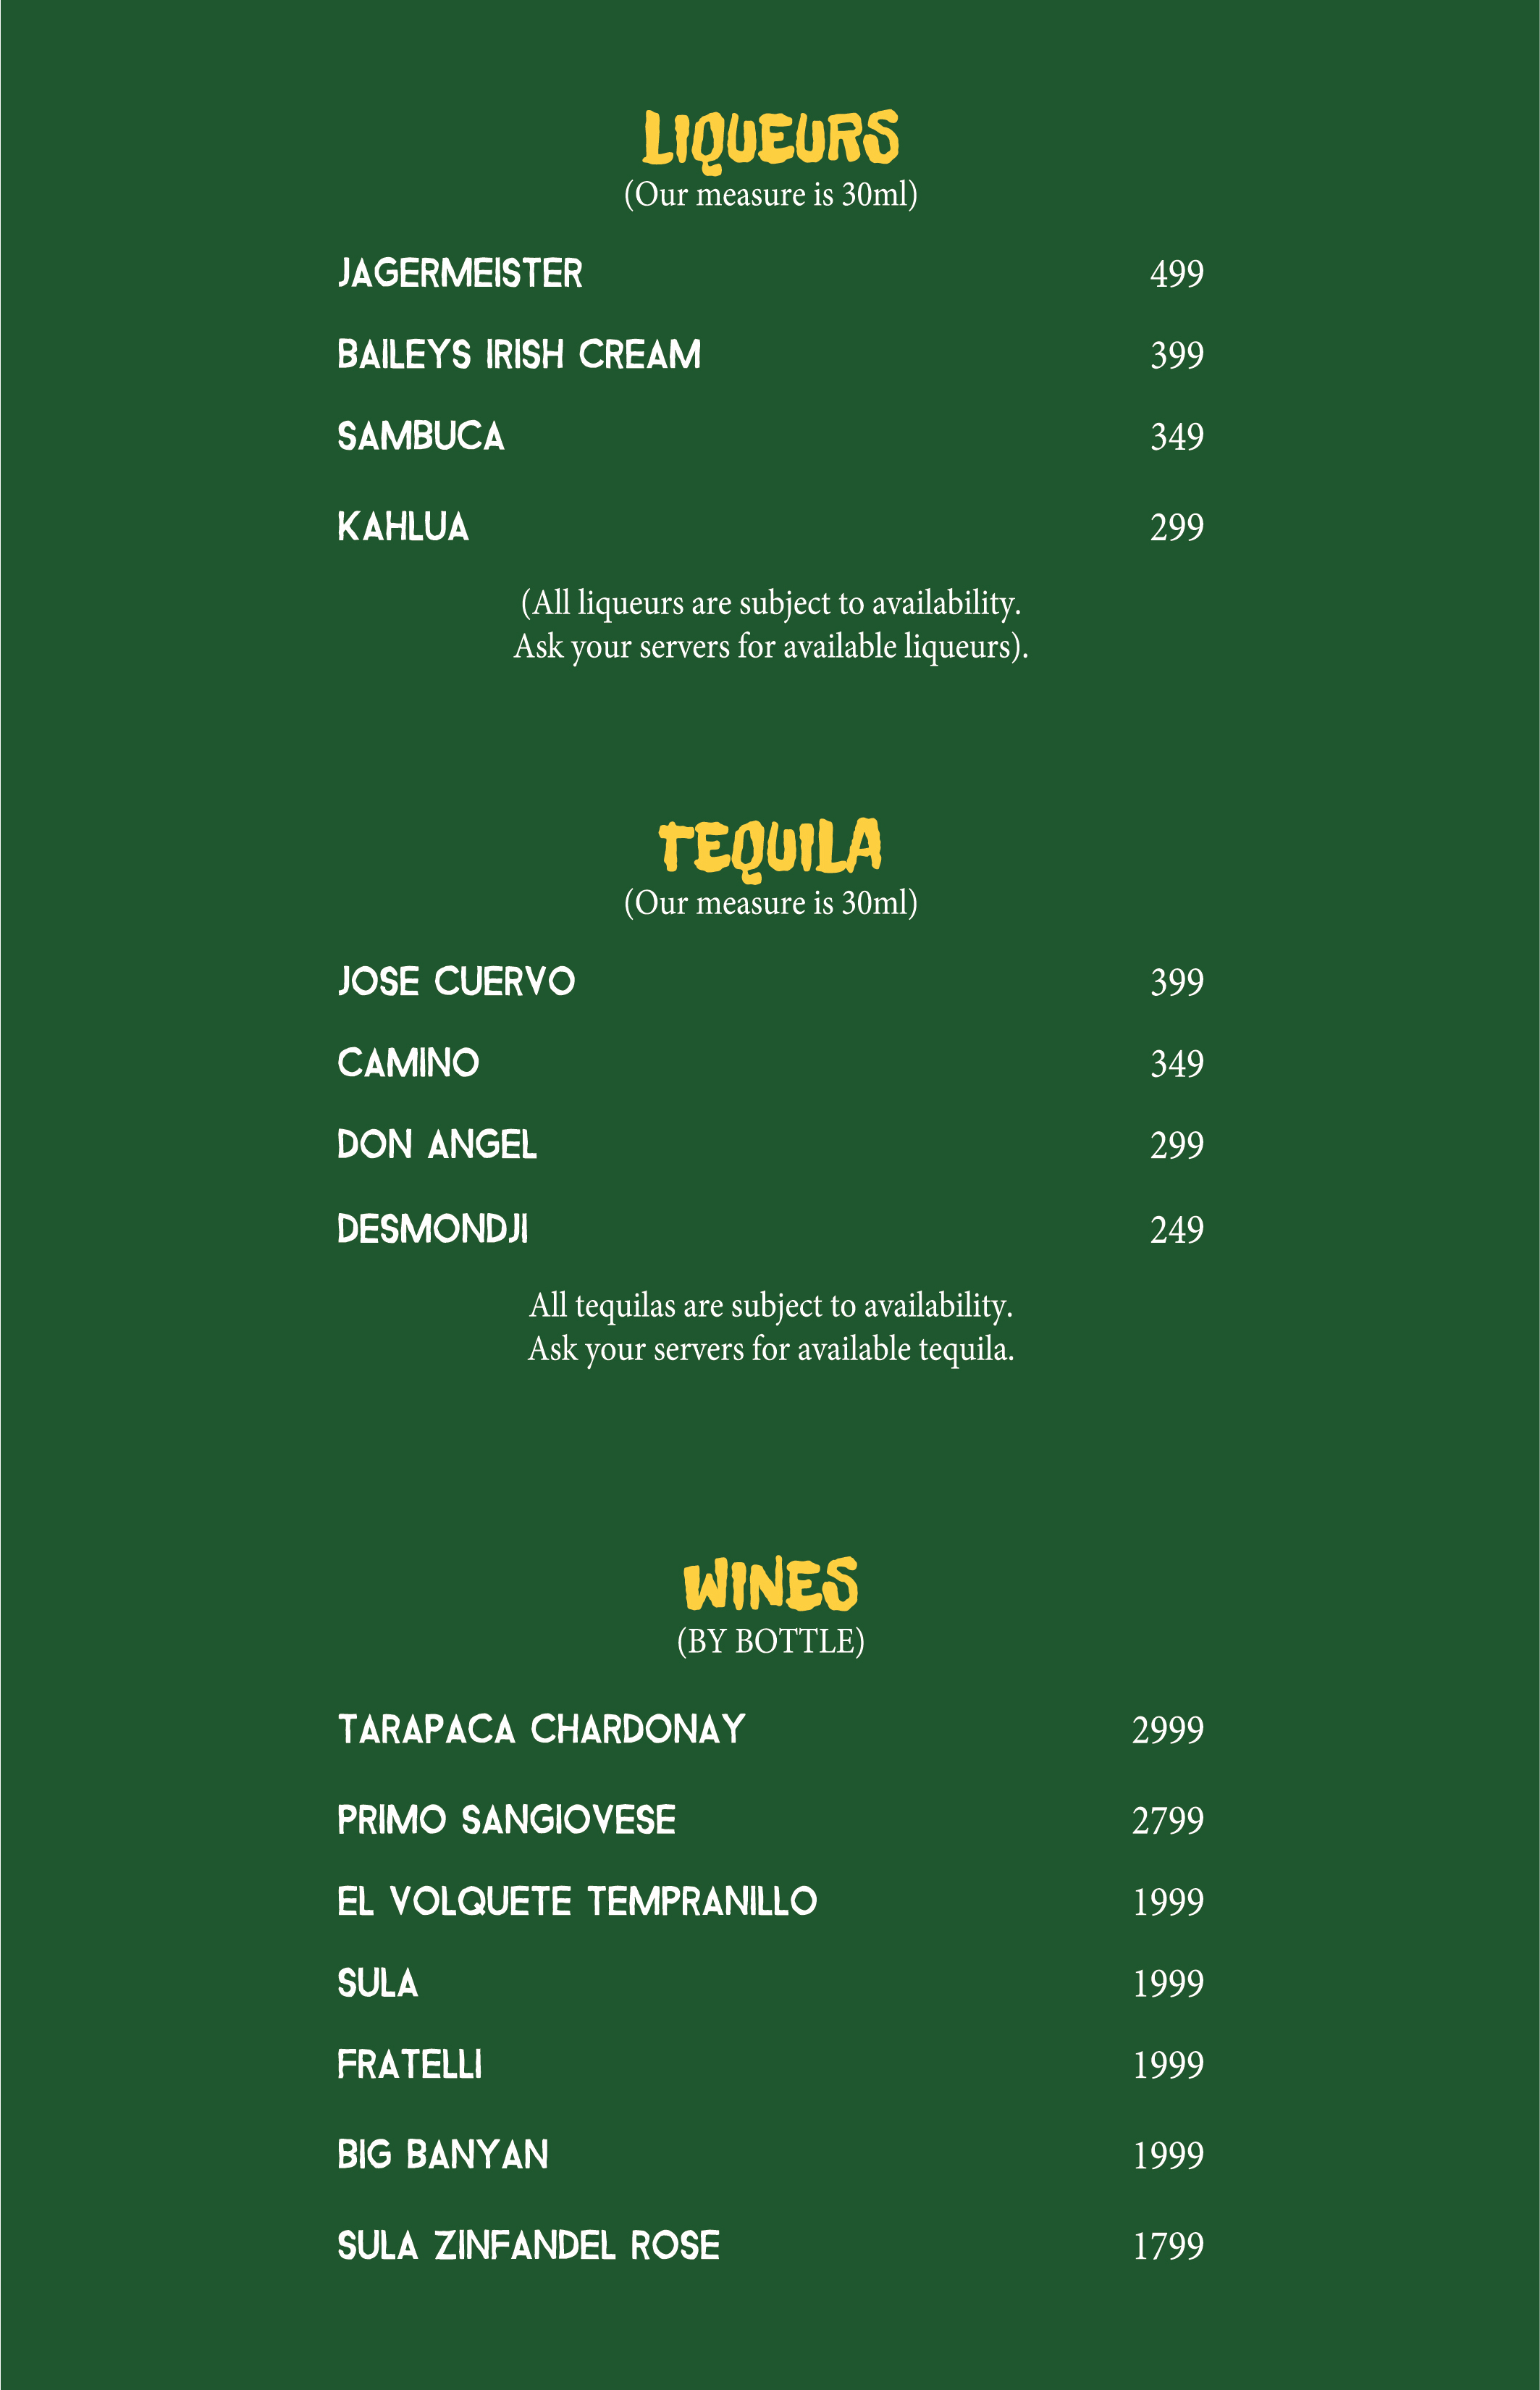 LIQUEURS
(Our measure is 30ml)
JAGERMEISTER 499
BAILEYS IRISH CREAM 399
SAMBUCA 349
KAHLUA 299
(All liqueurs are subject to availability.
Ask your servers for available liqueurs).
TEQUILA
(Our measure is 30ml)
JOSE CUERVO 399
CAMINO 349
DON ANGEL 299
DESMONDJI 249
All tequilas are subject to availability.
Ask your servers for available tequila.
WINES
(BY BOTTLE)
TARAPACA CHARDONAY 2999
PRIMO SANGIOVESE 2799
EL VOLQUETE TEMPRANILLO 1999
SULA 1999
FRATELLI 1999
BIG BANYAN 1999
SULA ZINFANDEL ROSE 1799